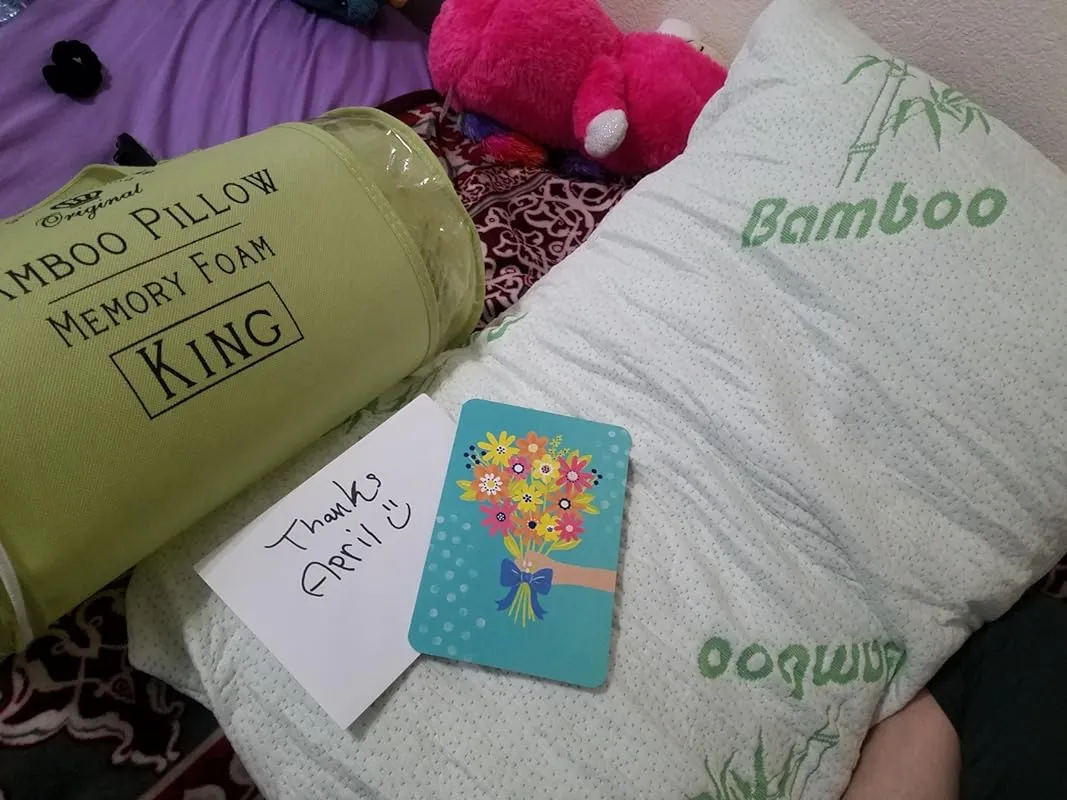 Original
AMBOO PILLOW
MEMORY FOAM
KING
Bamboo
Thanks
April :)
Bamboo